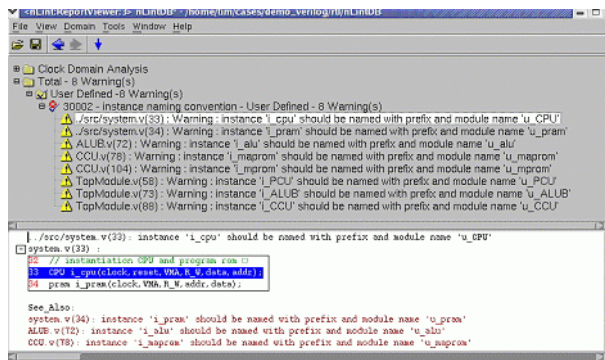 <nLint:ReportViewer:3> nLintDB: "/home/tim/cases/demo_verilog/rtl/nLintDB"
File View Domain Tools Window Help
Clock Domain Analysis
Total - 8 Warning(s)
User Defined -8 Warning(s)
30002 - instance naming convention - User Defined - 8 Warning(s)
../src/system.v(33) : Warning : instance 'i_cpu' should be named with prefix and module name 'u_CPU'
../src/system.v(34) : Warning : instance 'i_pram' should be named with prefix and module name 'u_pram'
ALUB.v(72) : Warning : instance 'i_alu' should be named with prefix and module name 'u_alu'
CCU.v(78) : Warning : instance 'i_maprom' should be named with prefix and module name 'u_maprom'
CCU.v(104) : Warning : instance 'i_mprom' should be named with prefix and module name 'u_mprom'
TopModule.v(58) : Warning : instance 'i_PCU' should be named with prefix and module name 'u_PCU'
TopModule.v(73) : Warning : instance 'i_ALUB' should be named with prefix and module name 'u_ALUB'
TopModule.v(88) : Warning : instance 'i_CCU' should be named with prefix and module name 'u_CCU'
../src/system.v(33): instance 'i_cpu' should be named with prefix and module name 'u_CPU'
system.v(33) :
32 // instantiation CPU and program rom
33 CPU i_cpu(clock,reset,VMA,R_W,data,addr);
34 pram i_pram(clock,VMA,R_W,addr,data);
See_Also:
system.v(34): instance 'i_pram' should be named with prefix and module name 'u_pram'
ALUB.v(72): instance 'i_alu' should be named with prefix and module name 'u_alu'
CCU.v(78): instance 'i_maprom' should be named with prefix and module name 'u_maprom'